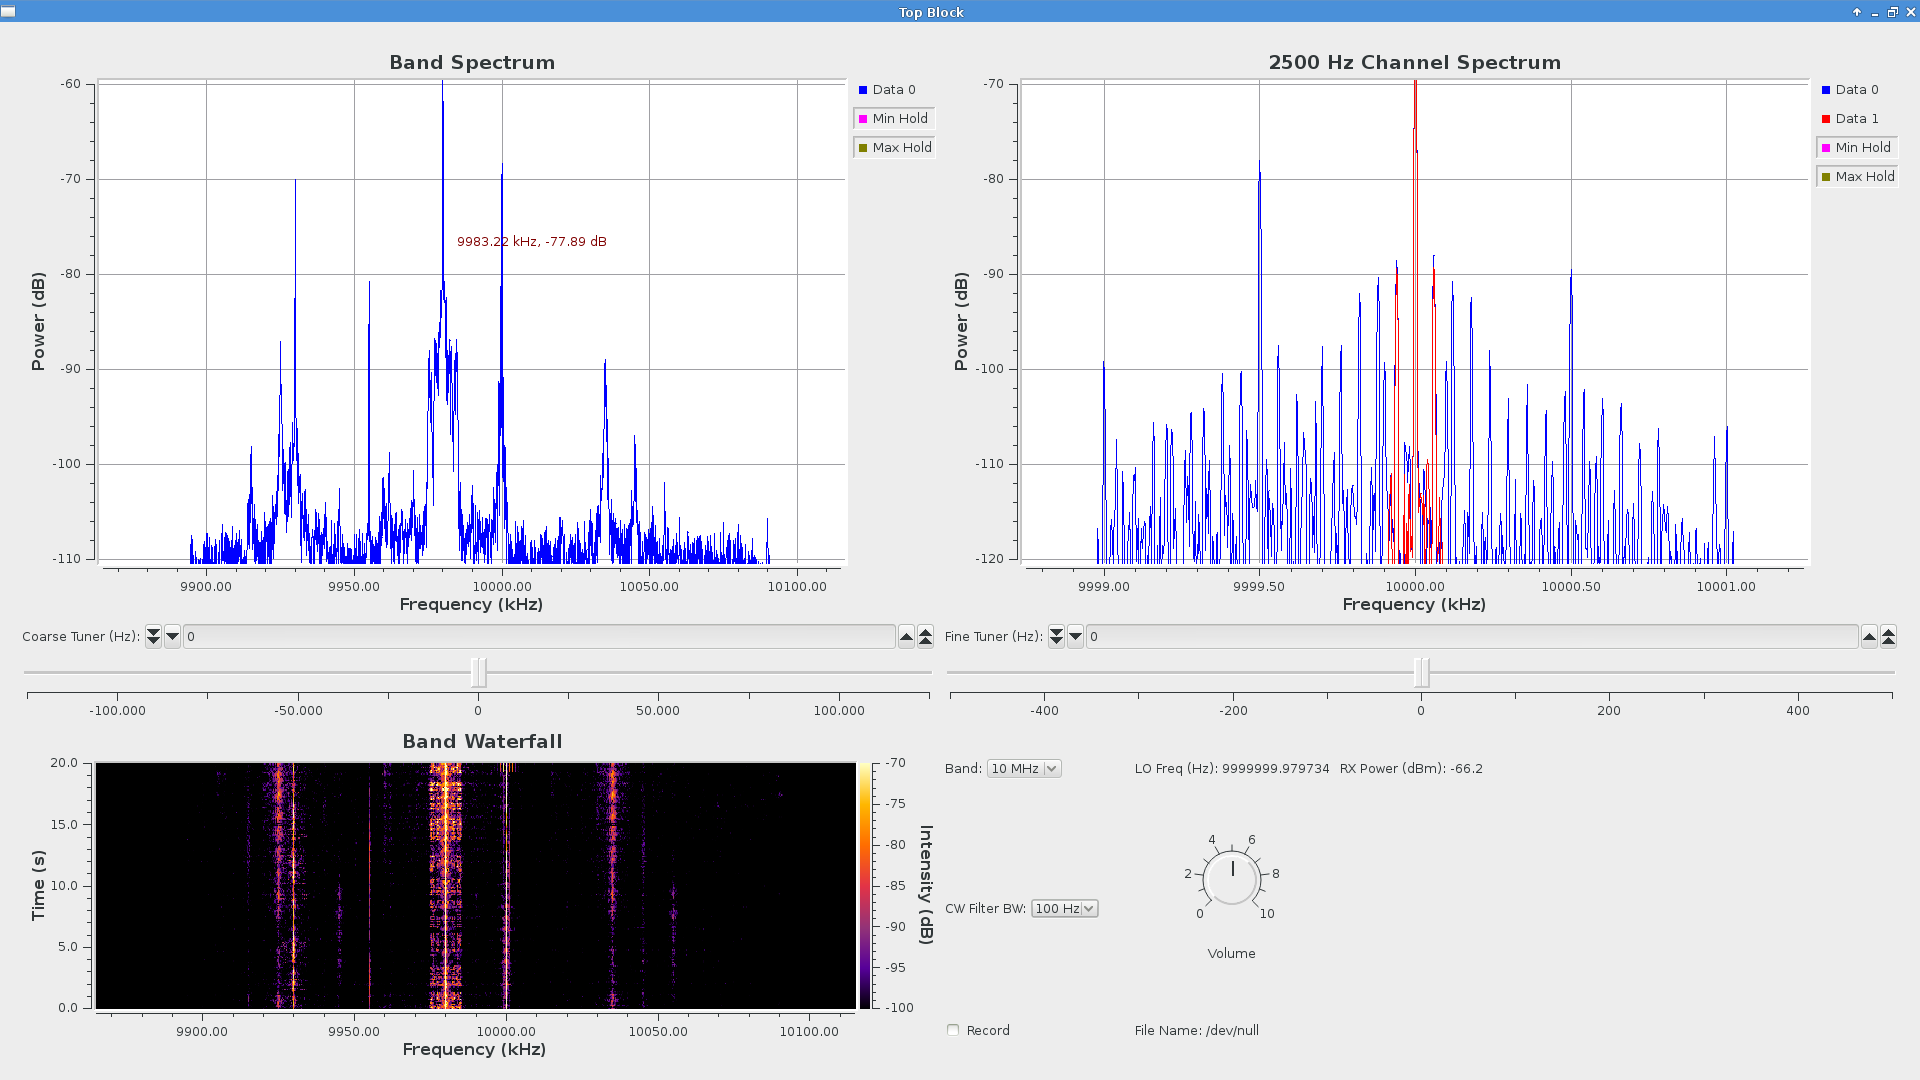 Top Block
Band Spectrum
-60
-70
-80
-90
-100
-110
Power (dB)
9983.22 kHz, -77.89 dB
9900.00 9950.00 10000.00 10050.00 10100.00
Frequency (kHz)
Data 0
Min Hold
Max Hold
2500 Hz Channel Spectrum
-70
-80
-90
-100
-110
-120
Power (dB)
9999.00 9999.50 10000.00 10000.50 10001.00
Frequency (kHz)
Data 0
Data 1
Min Hold
Max Hold
Coarse Tuner (Hz): 0
-100.000 -50.000 0 50.000 100.000
Fine Tuner (Hz): 0
-400 -200 0 200 400
Band Waterfall
20.0
15.0
10.0
5.0
0.0
Time (s)
9900.00 9950.00 10000.00 10050.00 10100.00
Frequency (kHz)
-70
-75
-80
-85
-90
-95
-100
Intensity (dB)
Band: 10 MHz
LO Freq (Hz): 9999999.979734 RX Power (dBm): -66.2
CW Filter BW: 100 Hz
0 2 4 6 8 10
Volume
Record
File Name: /dev/null